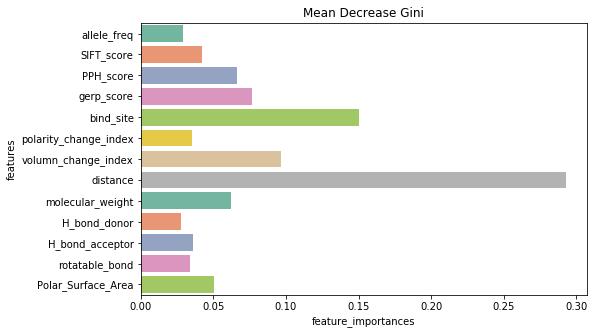 Mean Decrease Gini
features
allele_freq
SIFT_score
PPH_score
gerp_score
bind_site
polarity_change_index
volumn_change_index
distance
molecular_weight
H_bond_donor
H_bond_acceptor
rotatable_bond
Polar_Surface_Area
0.00 0.05 0.10 0.15 0.20 0.25 0.30
feature_importances